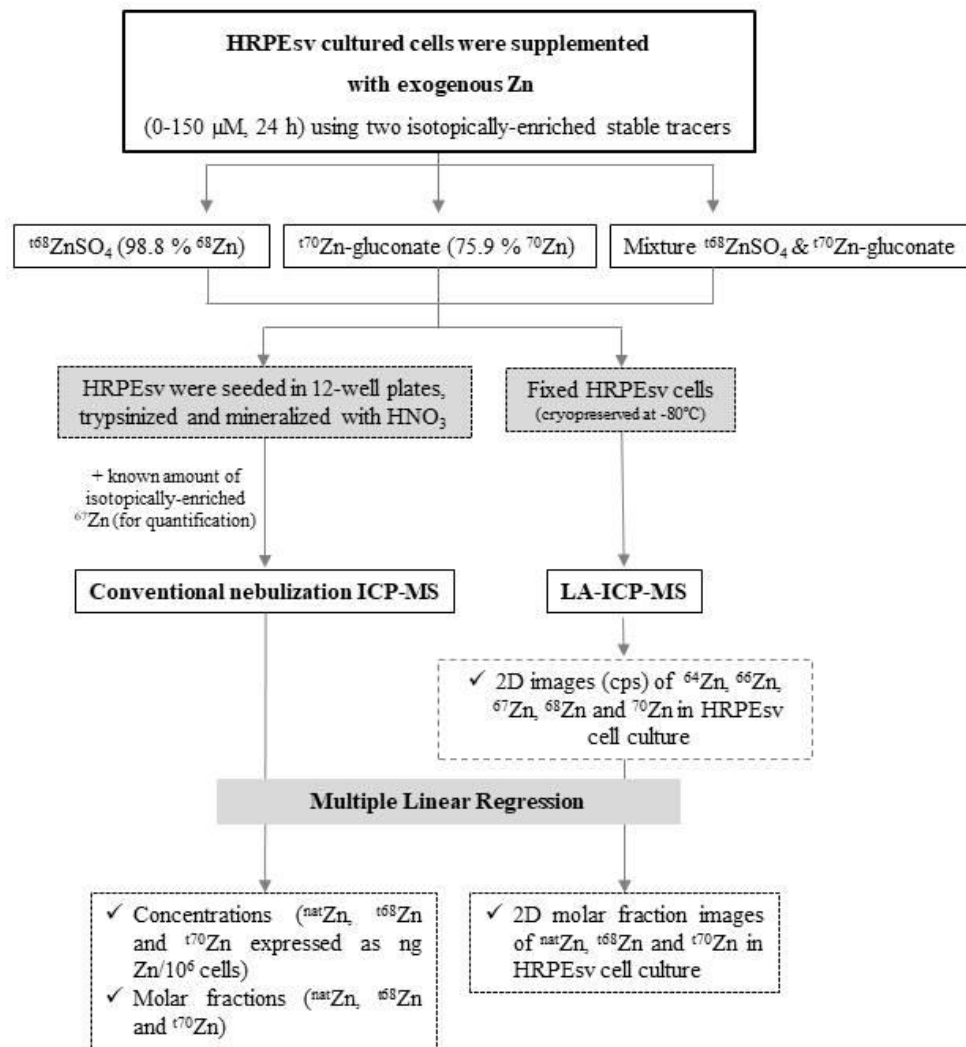 HRPEsv cultured cells were supplemented
with exogenous Zn
(0-150 µM, 24 h) using two isotopically-enriched stable tracers
ᵗ⁶⁸ZnSO₄ (98.8 % ⁶⁸Zn)
ᵗ⁷⁰Zn-gluconate (75.9 % ⁷⁰Zn)
Mixture ᵗ⁶⁸ZnSO₄ & ᵗ⁷⁰Zn-gluconate
HRPEsv were seeded in 12-well plates,
trypsinized and mineralized with HNO₃
Fixed HRPEsv cells
(cryopreserved at -80°C)
+ known amount of
isotopically-enriched
⁶⁷Zn (for quantification)
Conventional nebulization ICP-MS
LA-ICP-MS
✓ 2D images (cps) of ⁶⁴Zn, ⁶⁶Zn,
⁶⁷Zn, ⁶⁸Zn and ⁷⁰Zn in HRPEsv
cell culture
Multiple Linear Regression
✓ Concentrations (ⁿᵃᵗZn, ᵗ⁶⁸Zn
and ᵗ⁷⁰Zn expressed as ng
Zn/10⁶ cells)
✓ Molar fractions (ⁿᵃᵗZn, ᵗ⁶⁸Zn
and ᵗ⁷⁰Zn)
✓ 2D molar fraction images
of ⁿᵃᵗZn, ᵗ⁶⁸Zn and ᵗ⁷⁰Zn in
HRPEsv cell culture